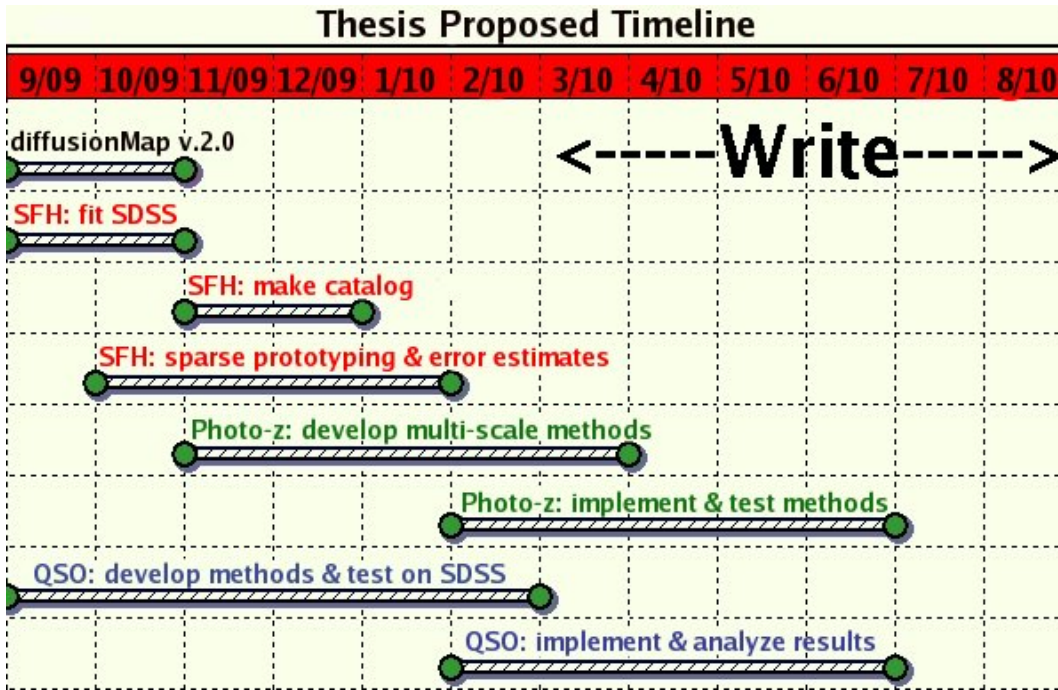 Thesis Proposed Timeline
9/09 10/09 11/09 12/09 1/10 2/10 3/10 4/10 5/10 6/10 7/10 8/10
diffusionMap v.2.0
<-----Write----->
SFH: fit SDSS
SFH: make catalog
SFH: sparse prototyping & error estimates
Photo-z: develop multi-scale methods
Photo-z: implement & test methods
QSO: develop methods & test on SDSS
QSO: implement & analyze results